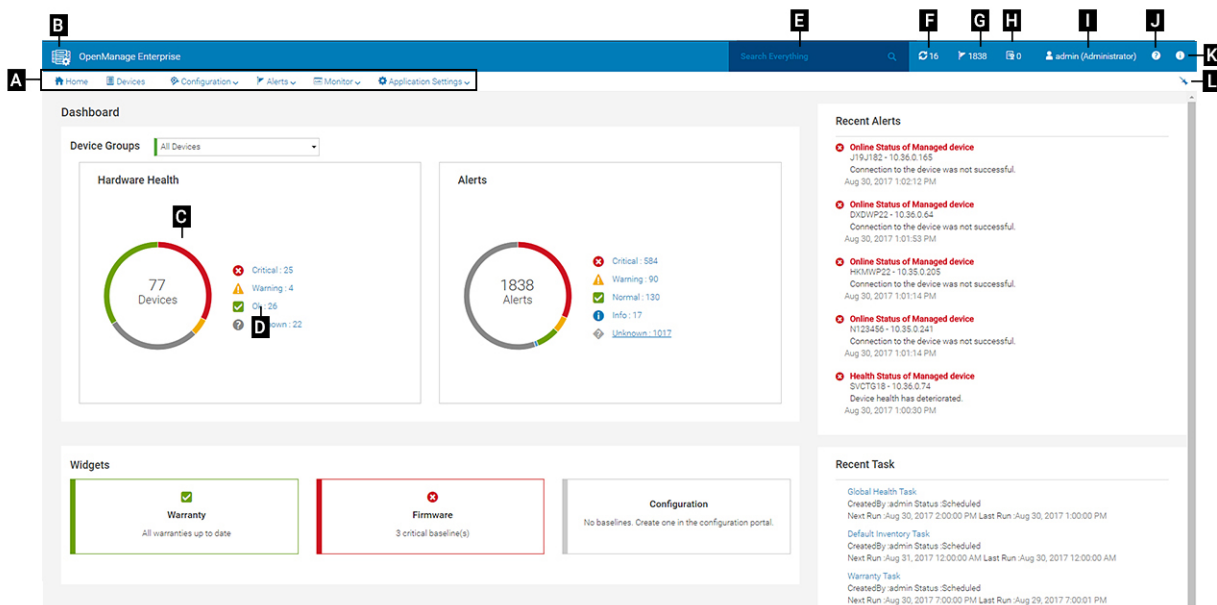 B
E
F
G
H
I
J
OpenManage Enterprise
Search Everything
16
1838
0
admin (Administrator)
K
A
Home
Devices
Configuration
Alerts
Monitor
Application Settings
L
Dashboard
Device Groups
All Devices
Hardware Health
C
77
Devices
Critical : 25
Warning : 4
: 26
D
: 22
Alerts
1838
Alerts
Critical : 584
Warning : 90
Normal : 130
Info : 17
Unknown : 1017
Widgets
Warranty
All warranties up to date
Firmware
3 critical baseline(s)
Configuration
No baselines. Create one in the configuration portal.
Recent Alerts
Online Status of Managed device
J19J182 - 10.36.0.165
Connection to the device was not successful.
Aug 30, 2017 1:02:12 PM
Online Status of Managed device
DXDWP22 - 10.36.0.64
Connection to the device was not successful.
Aug 30, 2017 1:01:53 PM
Online Status of Managed device
HKMWP22 - 10.35.0.205
Connection to the device was not successful.
Aug 30, 2017 1:01:14 PM
Online Status of Managed device
N123456 - 10.35.0.241
Connection to the device was not successful.
Aug 30, 2017 1:01:14 PM
Health Status of Managed device
SVCTG18 - 10.36.0.74
Device health has deteriorated.
Aug 30, 2017 1:00:30 PM
Recent Task
Global Health Task
CreatedBy :admin Status :Scheduled
Next Run :Aug 30, 2017 2:00:00 PM Last Run :Aug 30, 2017 1:00:00 PM
Default Inventory Task
CreatedBy :admin Status :Scheduled
Next Run :Aug 31, 2017 12:00:00 AM Last Run :Aug 30, 2017 12:00:00 AM
Warranty Task
CreatedBy :admin Status :Scheduled
Next Run :Aug 30, 2017 7:00:00 PM Last Run :Aug 29, 2017 7:00:01 PM